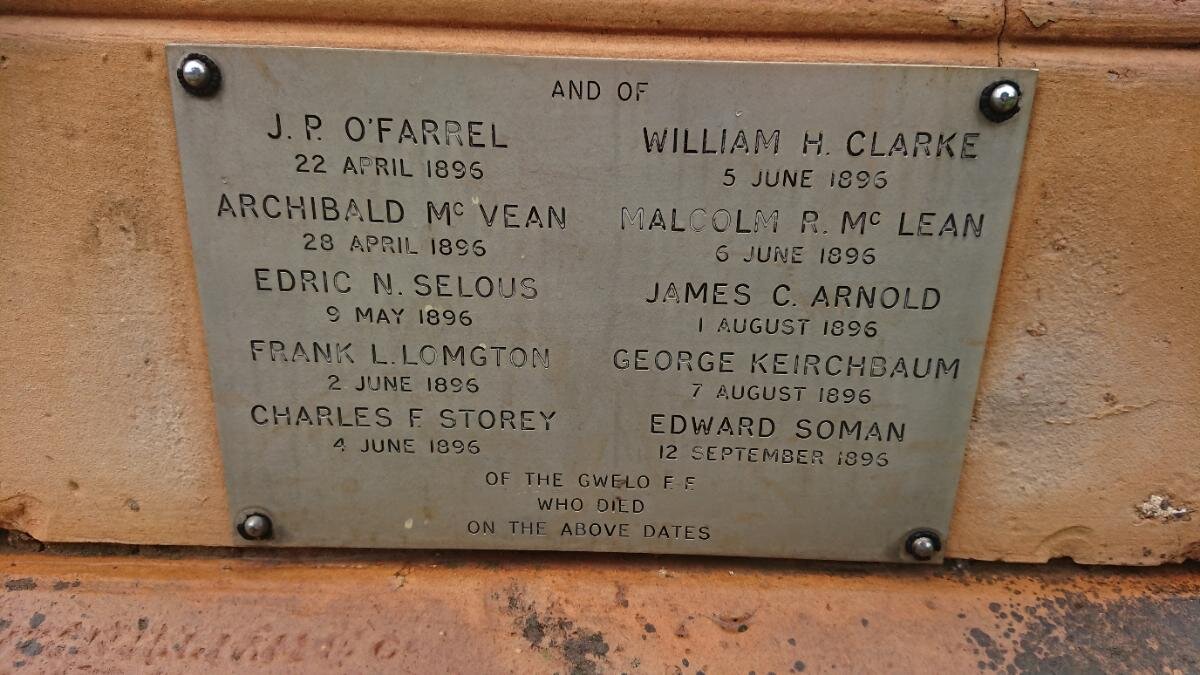 AND OF
J. P. O'FARREL
22 APRIL 1896
ARCHIBALD Mc VEAN
28 APRIL 1896
EDRIC N. SELOUS
9 MAY 1896
FRANK L. LOMGTON
2 JUNE 1896
CHARLES F. STOREY
4 JUNE 1896
WILLIAM H. CLARKE
5 JUNE 1896
MALCOLM R. Mc LEAN
6 JUNE 1896
JAMES C. ARNOLD
1 AUGUST 1896
GEORGE KEIRCHBAUM
7 AUGUST 1896
EDWARD SOMAN
12 SEPTEMBER 1896
OF THE GWELO F. F.
WHO DIED
ON THE ABOVE DATES